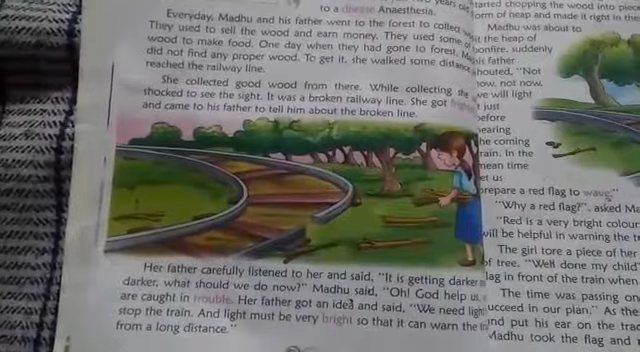 to a disease Anaesthesia.
Everyday, Madhu and his father went to the forest to collect
They used to sell the wood and earn money. They used some of
wood to make food. One day when they had gone to forest,
did not find any proper wood. To get it, she walked some distance
reached the railway line.
She collected good wood from there. While collecting the
shocked to see the sight. It was a broken railway line. She got
and came to his father to tell him about the broken line.
Her father carefully listened to her and said, "It is getting darker
darker, what should we do now?" Madhu said, "Oh! God help us,
are caught in trouble. Her father got an idea and said, "We need light
stop the train. And light must be very bright so that it can warn the
from a long distance."
started chopping the wood into
form of heap and made it right in the
Madhu was about to
the heap of
bonfire, suddenly
his father
shouted, "Not
now, not now,
we will light
it just
before
hearing
the coming
train. In the
mean time
let us
prepare a red flag to wave."
"Why a red flag?", asked
"Red is a very bright colour
will be helpful in warning the
The girl tore a piece of her
of tree. "Well done my child
flag in front of the train when
The time was passing on
succeed in our plan," As the
and put his ear on the
Madhu took the flag and